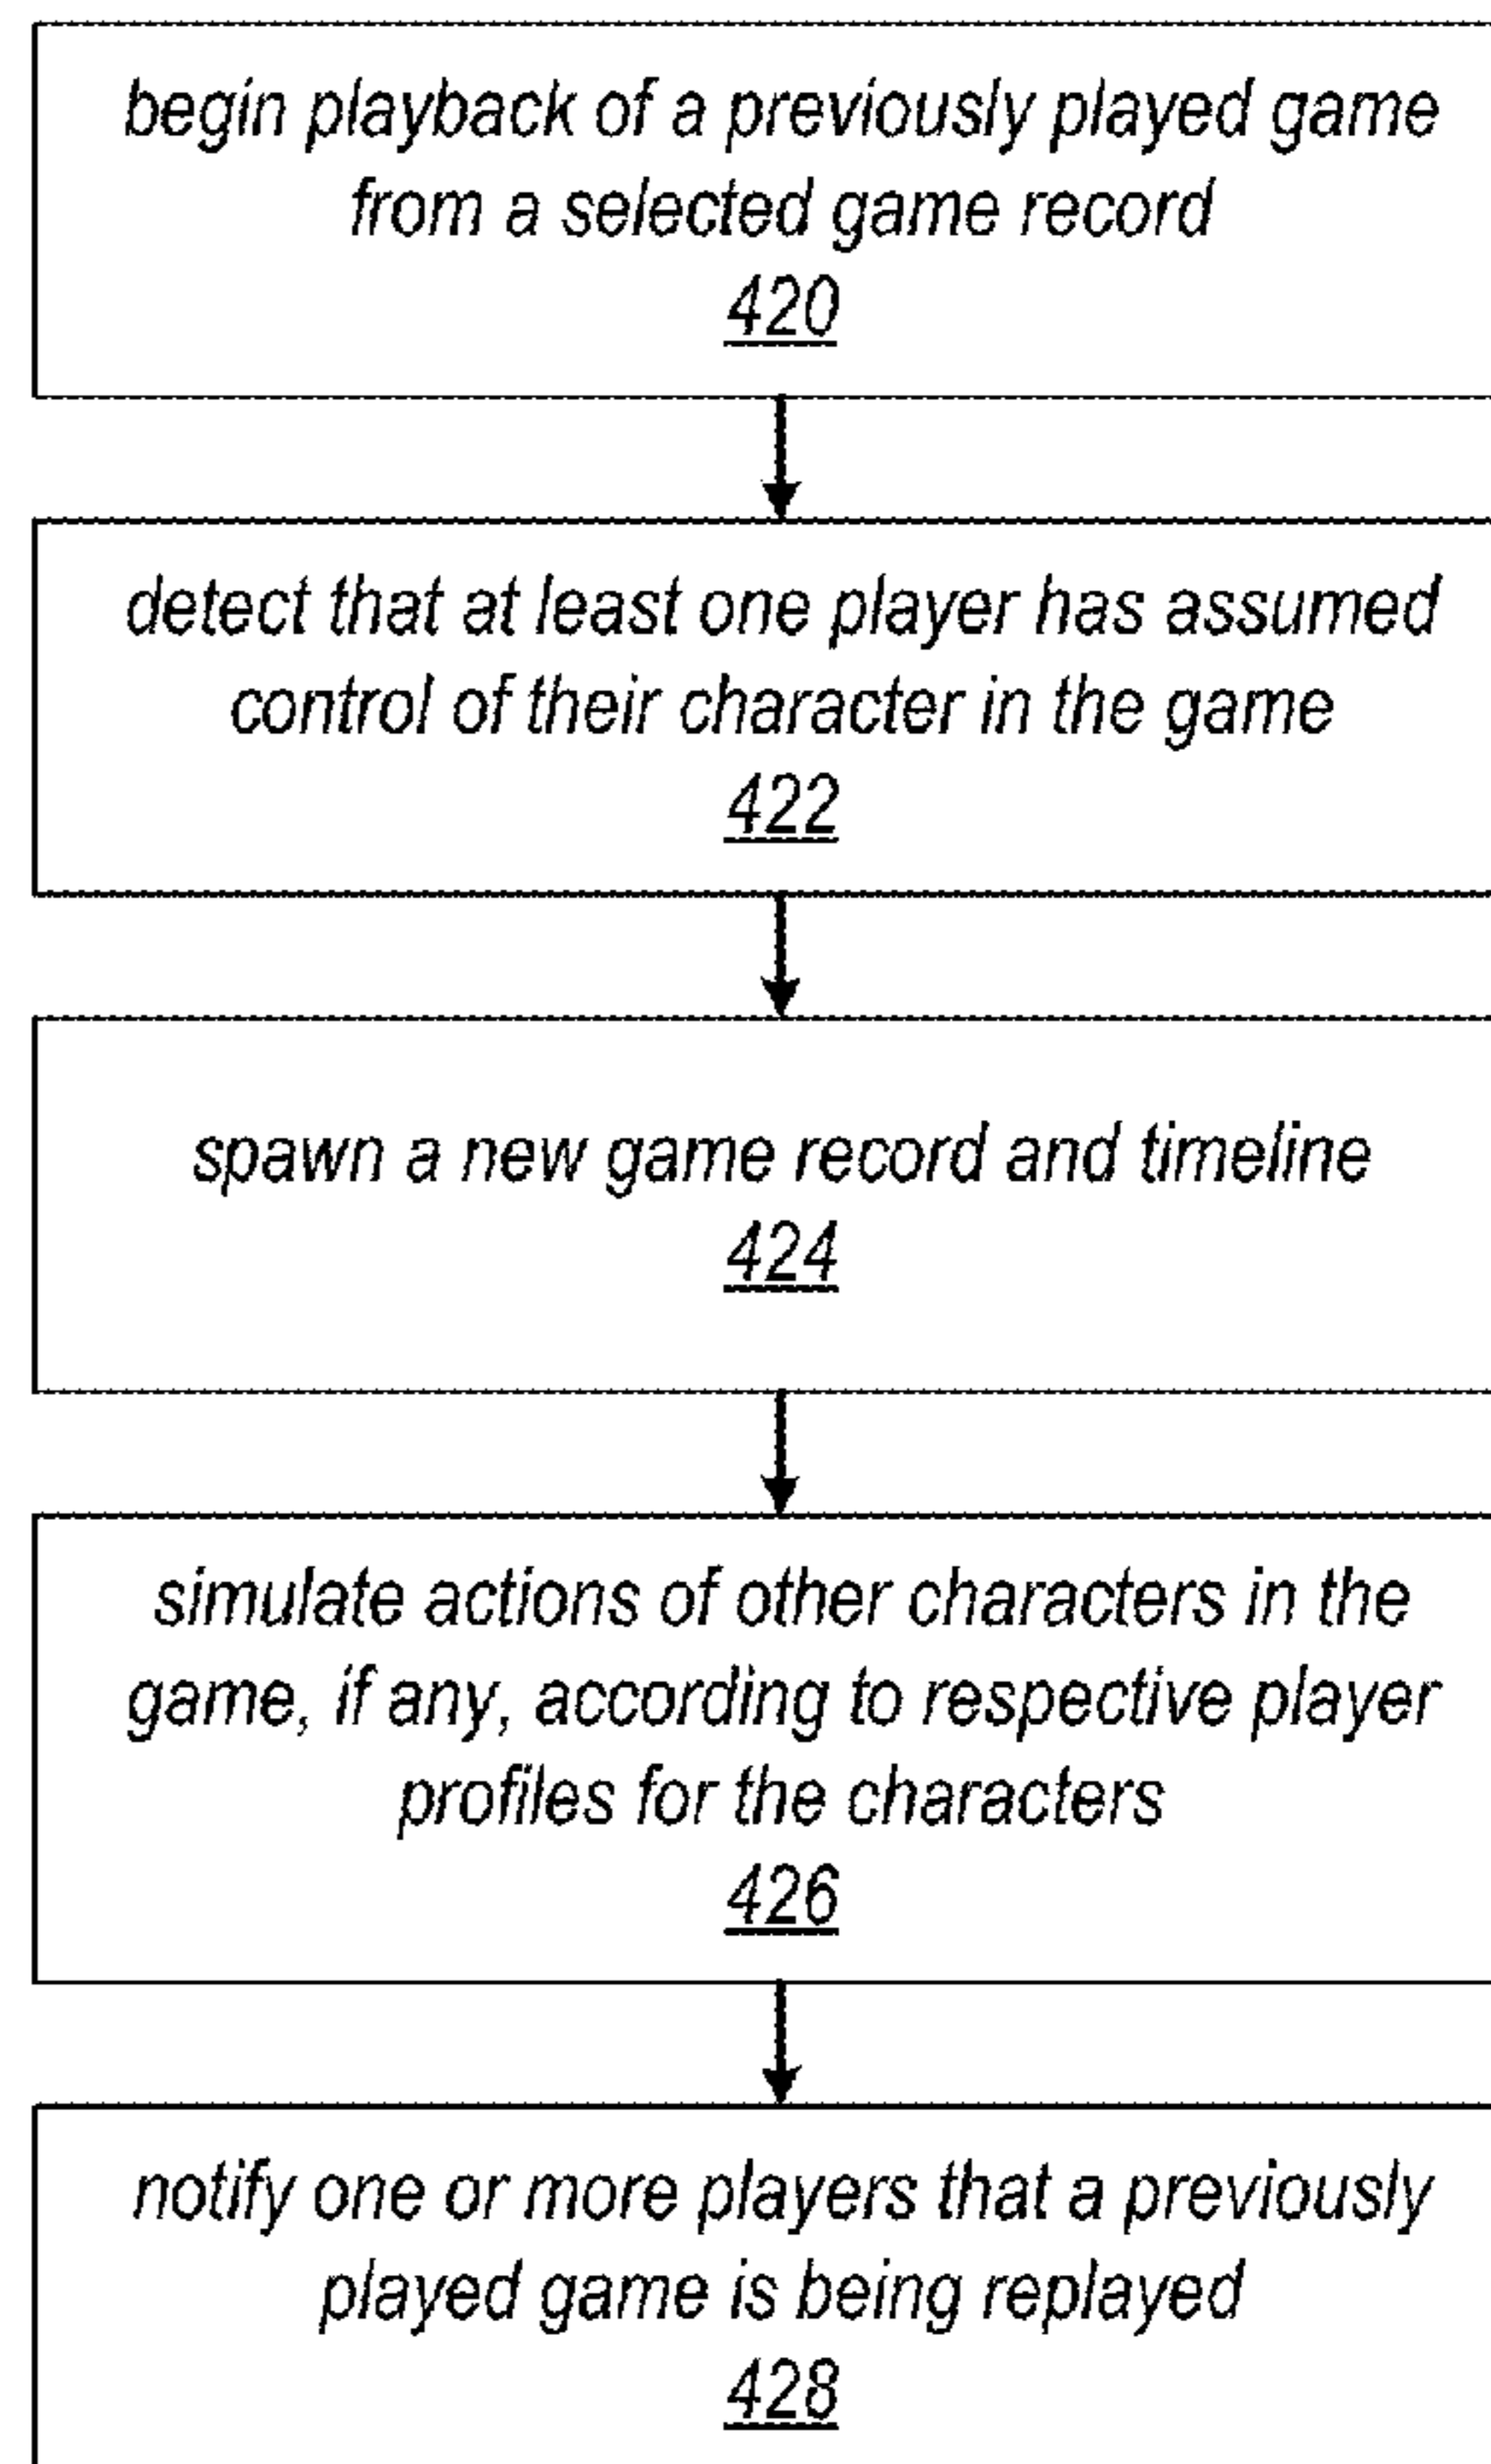 begin playback of a previously played game
from a selected game record
420
detect that at least one player has assumed
control of their character in the game
422
spawn a new game record and timeline
424
simulate actions of other characters in the
game, if any, according to respective player
profiles for the characters
426
notify one or more players that a previously
played game is being replayed
428